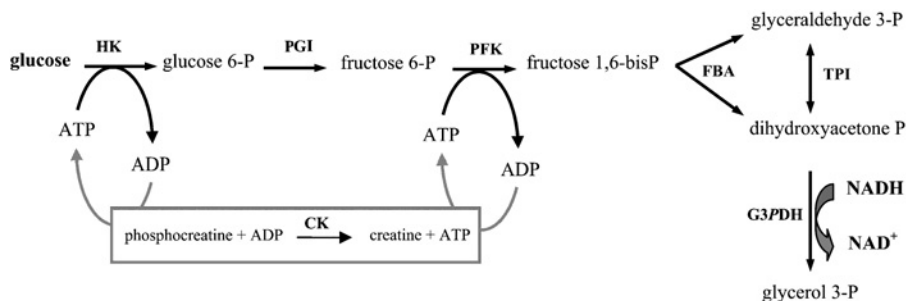 glyceraldehyde 3-P
HK
PGI
PFK
glucose
glucose 6-P
fructose 6-P
fructose 1,6-bisP
FBA
TPI
ATP
ATP
dihydroxyacetone P
ADP
ADP
NADH
CK
G3PDH
phosphocreatine + ADP
creatine + ATP
NAD+
glycerol 3-P